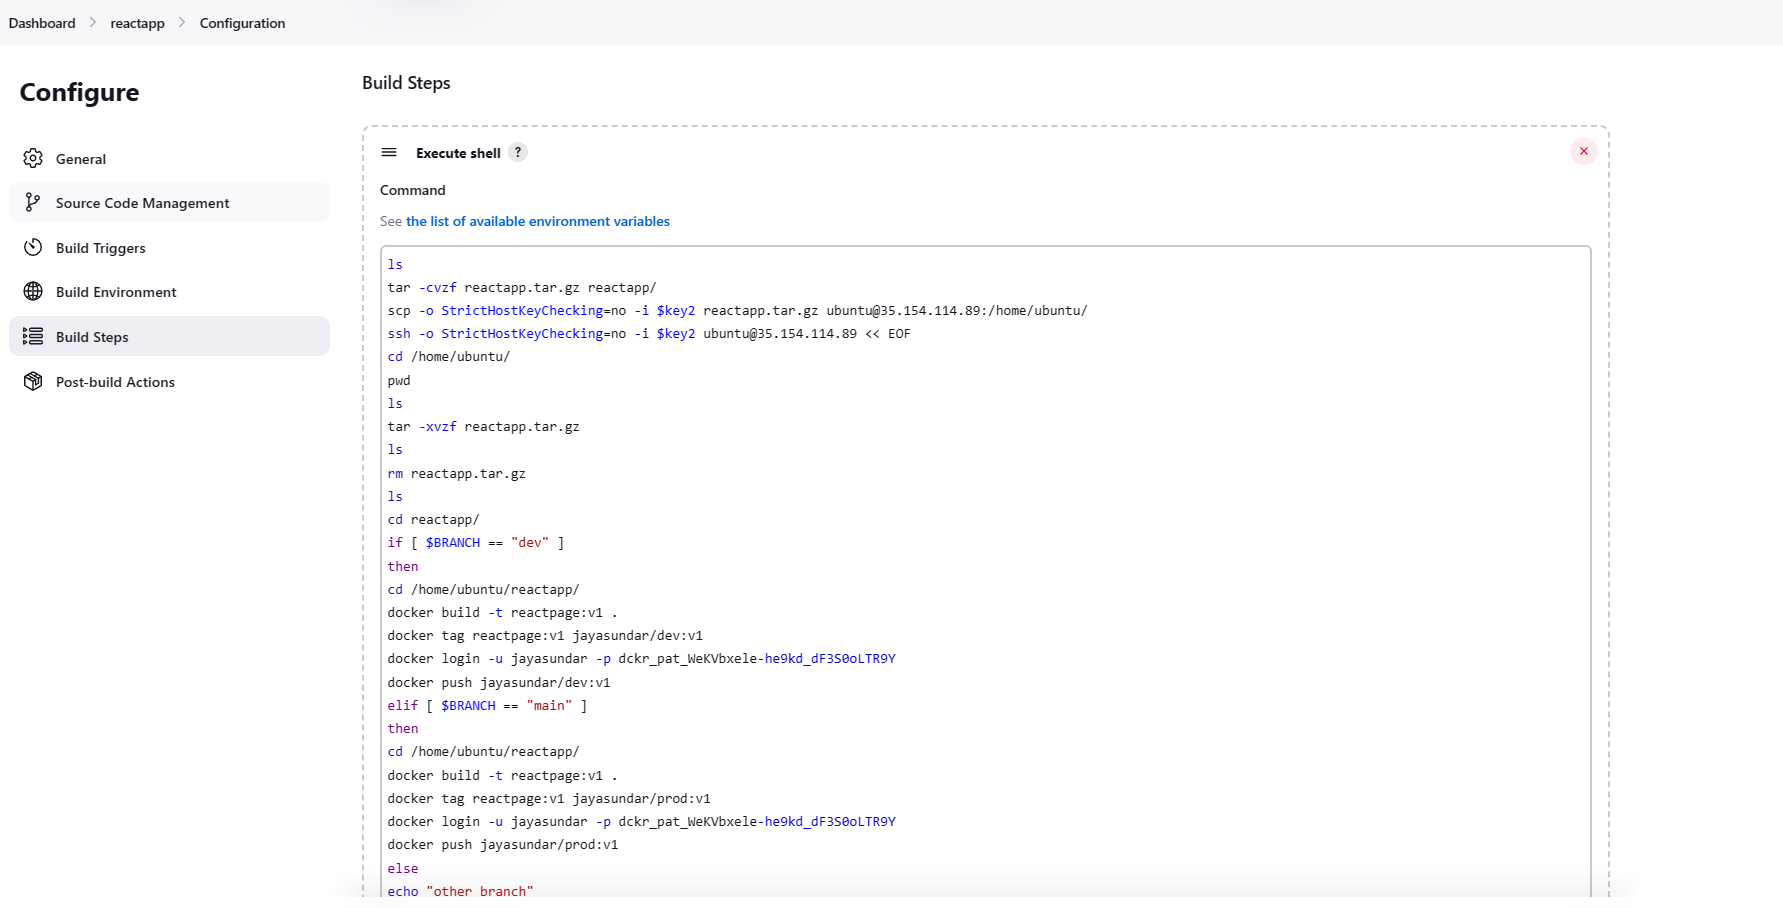 Dashboard > reactapp > Configuration
Configure
General
Source Code Management
Build Triggers
Build Environment
Build Steps
Post-build Actions
Build Steps
Execute shell ?
Command
See the list of available environment variables
ls
tar -cvzf reactapp.tar.gz reactapp/
scp -o StrictHostKeyChecking=no -i $key2 reactapp.tar.gz ubuntu@35.154.114.89:/home/ubuntu/
ssh -o StrictHostKeyChecking=no -i $key2 ubuntu@35.154.114.89 << EOF
cd /home/ubuntu/
pwd
ls
tar -xvzf reactapp.tar.gz
ls
rm reactapp.tar.gz
ls
cd reactapp/
if [ $BRANCH == "dev" ]
then
cd /home/ubuntu/reactapp/
docker build -t reactpage:v1 .
docker tag reactpage:v1 jayasundar/dev:v1
docker login -u jayasundar -p dckr_pat_WeKVbxele-he9kd_dF3S0oLTR9Y
docker push jayasundar/dev:v1
elif [ $BRANCH == "main" ]
then
cd /home/ubuntu/reactapp/
docker build -t reactpage:v1 .
docker tag reactpage:v1 jayasundar/prod:v1
docker login -u jayasundar -p dckr_pat_WeKVbxele-he9kd_dF3S0oLTR9Y
docker push jayasundar/prod:v1
else
echo "other branch"